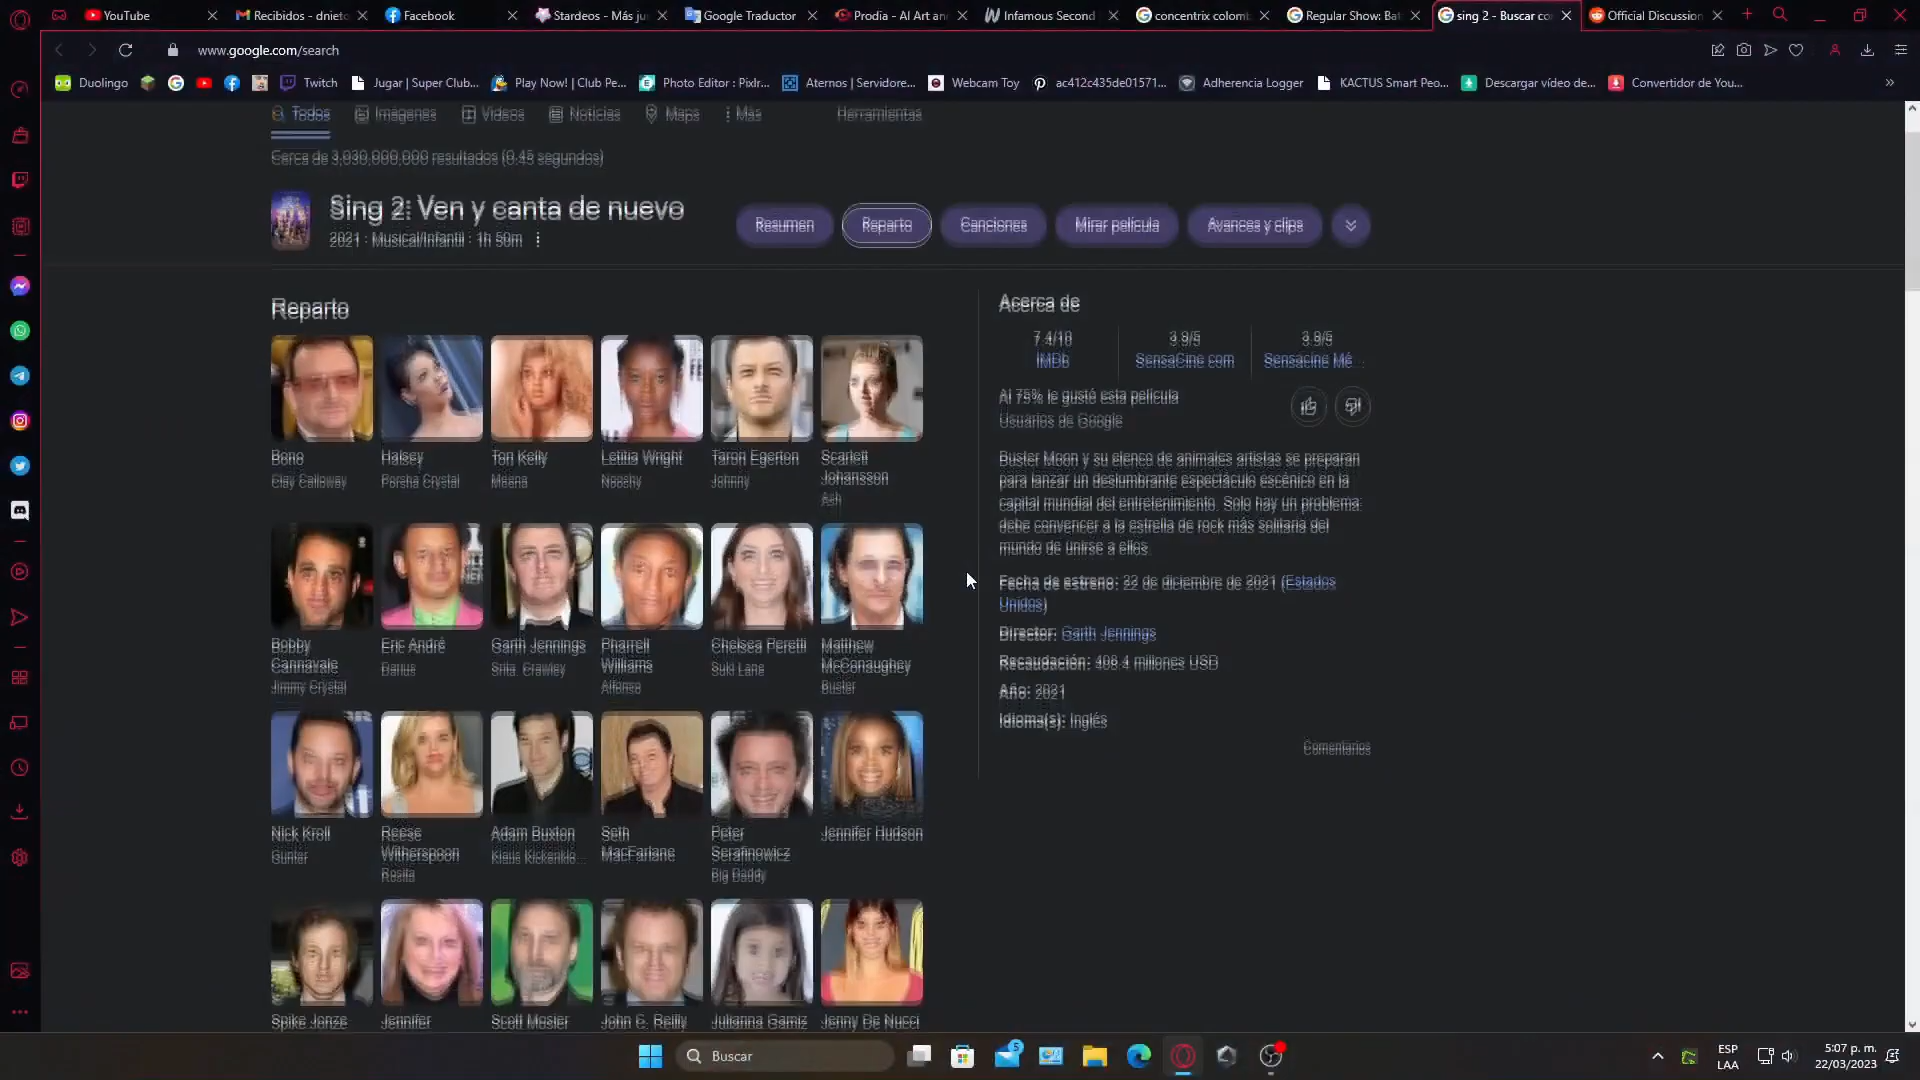 YouTube
Recibidos - dnieto
Facebook
Stardeos - Más ju
Google Traductor
Prodia - AI Art an
Infamous Second
concentrix colom
Regular Show: Bat
sing 2 - Buscar co
Official Discussion
www.google.com/search
Duolingo
Twitch
Jugar | Super Club...
Play Now! | Club Pe...
Photo Editor : Pixlr...
Aternos | Servidore...
Webcam Toy
ac412c435de01571...
Adherencia Logger
KACTUS Smart Peo...
Descargar vídeo de...
Convertidor de You...
Todos
Imágenes
Videos
Noticias
Maps
Más
Herramientas
Cerca de 3,030,000,000 resultados (0.45 segundos)
Sing 2: Ven y canta de nuevo
2021 · Musical/Infantil · 1h 50m
Resumen
Reparto
Canciones
Mirar película
Avances y clips
Reparto
Bono
Clay Calloway
Halsey
Porsha Crystal
Tori Kelly
Meena
Letitia Wright
Nooshy
Taron Egerton
Johnny
Scarlett
Johansson
Ash
Bobby
Cannavale
Jimmy Crystal
Eric André
Darius
Garth Jennings
Srita. Crawley
Pharrell
Williams
Alfonso
Chelsea Peretti
Suki Lane
Matthew
McConaughey
Buster
Nick Kroll
Gunter
Reese
Witherspoon
Rosita
Adam Buxton
Klaus Kickenklo...
Seth
MacFarlane
Peter
Serafinowicz
Big Daddy
Jennifer Hudson
Spike Jonze
Jennifer
Scott Mosier
John C. Reilly
Julianna Gamiz
Jenny De Nucci
Acerca de
7.4/10
IMDb
3.9/5
SensaCine com
3.9/5
Sensacine Mé...
Al 75% le gustó esta película
Usuarios de Google
Buster Moon y su elenco de animales artistas se preparan
para lanzar un deslumbrante espectáculo escénico en la
capital mundial del entretenimiento. Solo hay un problema:
debe convencer a la estrella de rock más solitaria del
mundo de unirse a ellos.
Fecha de estreno: 22 de diciembre de 2021 (Estados
Unidos)
Director: Garth Jennings
Recaudación: 408.4 millones USD
Año: 2021
Idioma(s): Inglés
Comentarios
Buscar
5
ESP
LAA
5:07 p. m.
22/03/2023